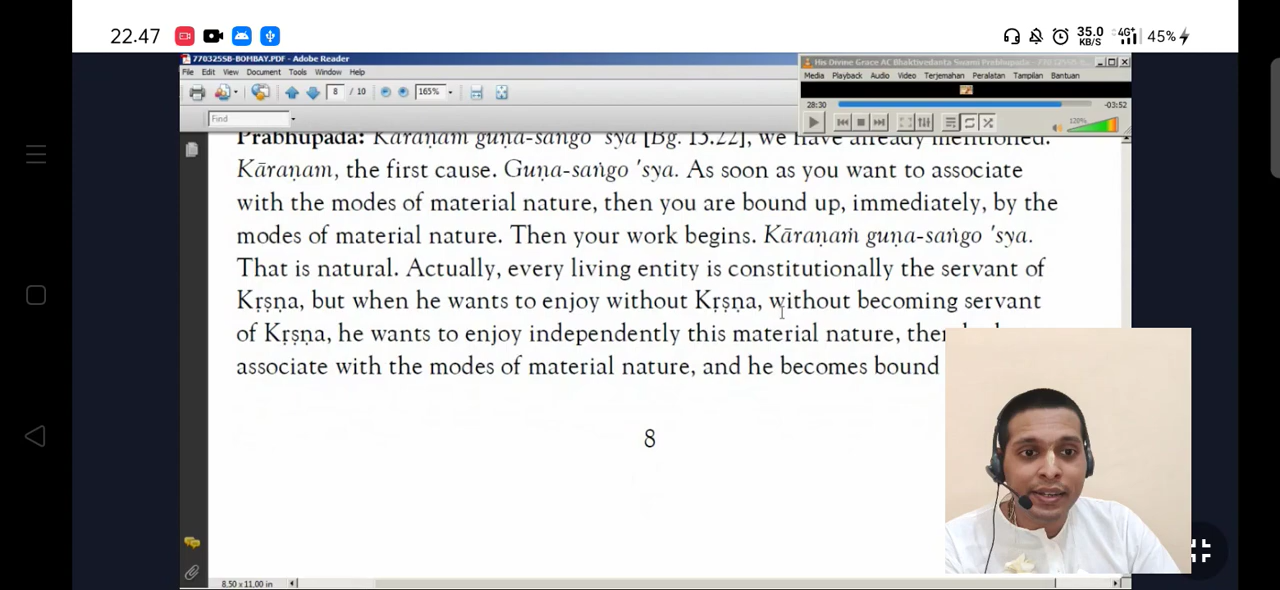 22.47
35.0 KB/S 4G+ 45%
770325SB-BOMBAY.PDF - Adobe Reader
File Edit View Document Tools Window Help
8 / 10 165%
Find
His Divine Grace AC Bhaktivedanta Swami Prabhupada - 770325
Media Playback Audio Video Terjemahan Peralatan Tampilan Bantuan
28:30 -03:52
120%
Prabhupāda: Kāraṇaṁ guṇa-saṅgo 'sya [Bg. 13.22], we have already mentioned.
Kāraṇam, the first cause. Guṇa-saṅgo 'sya. As soon as you want to associate
with the modes of material nature, then you are bound up, immediately, by the
modes of material nature. Then your work begins. Kāraṇaṁ guṇa-saṅgo 'sya.
That is natural. Actually, every living entity is constitutionally the servant of
Kṛṣṇa, but when he wants to enjoy without Kṛṣṇa, without becoming servant
of Kṛṣṇa, he wants to enjoy independently this material nature, then
associate with the modes of material nature, and he becomes bound
8
8.50 x 11.00 in